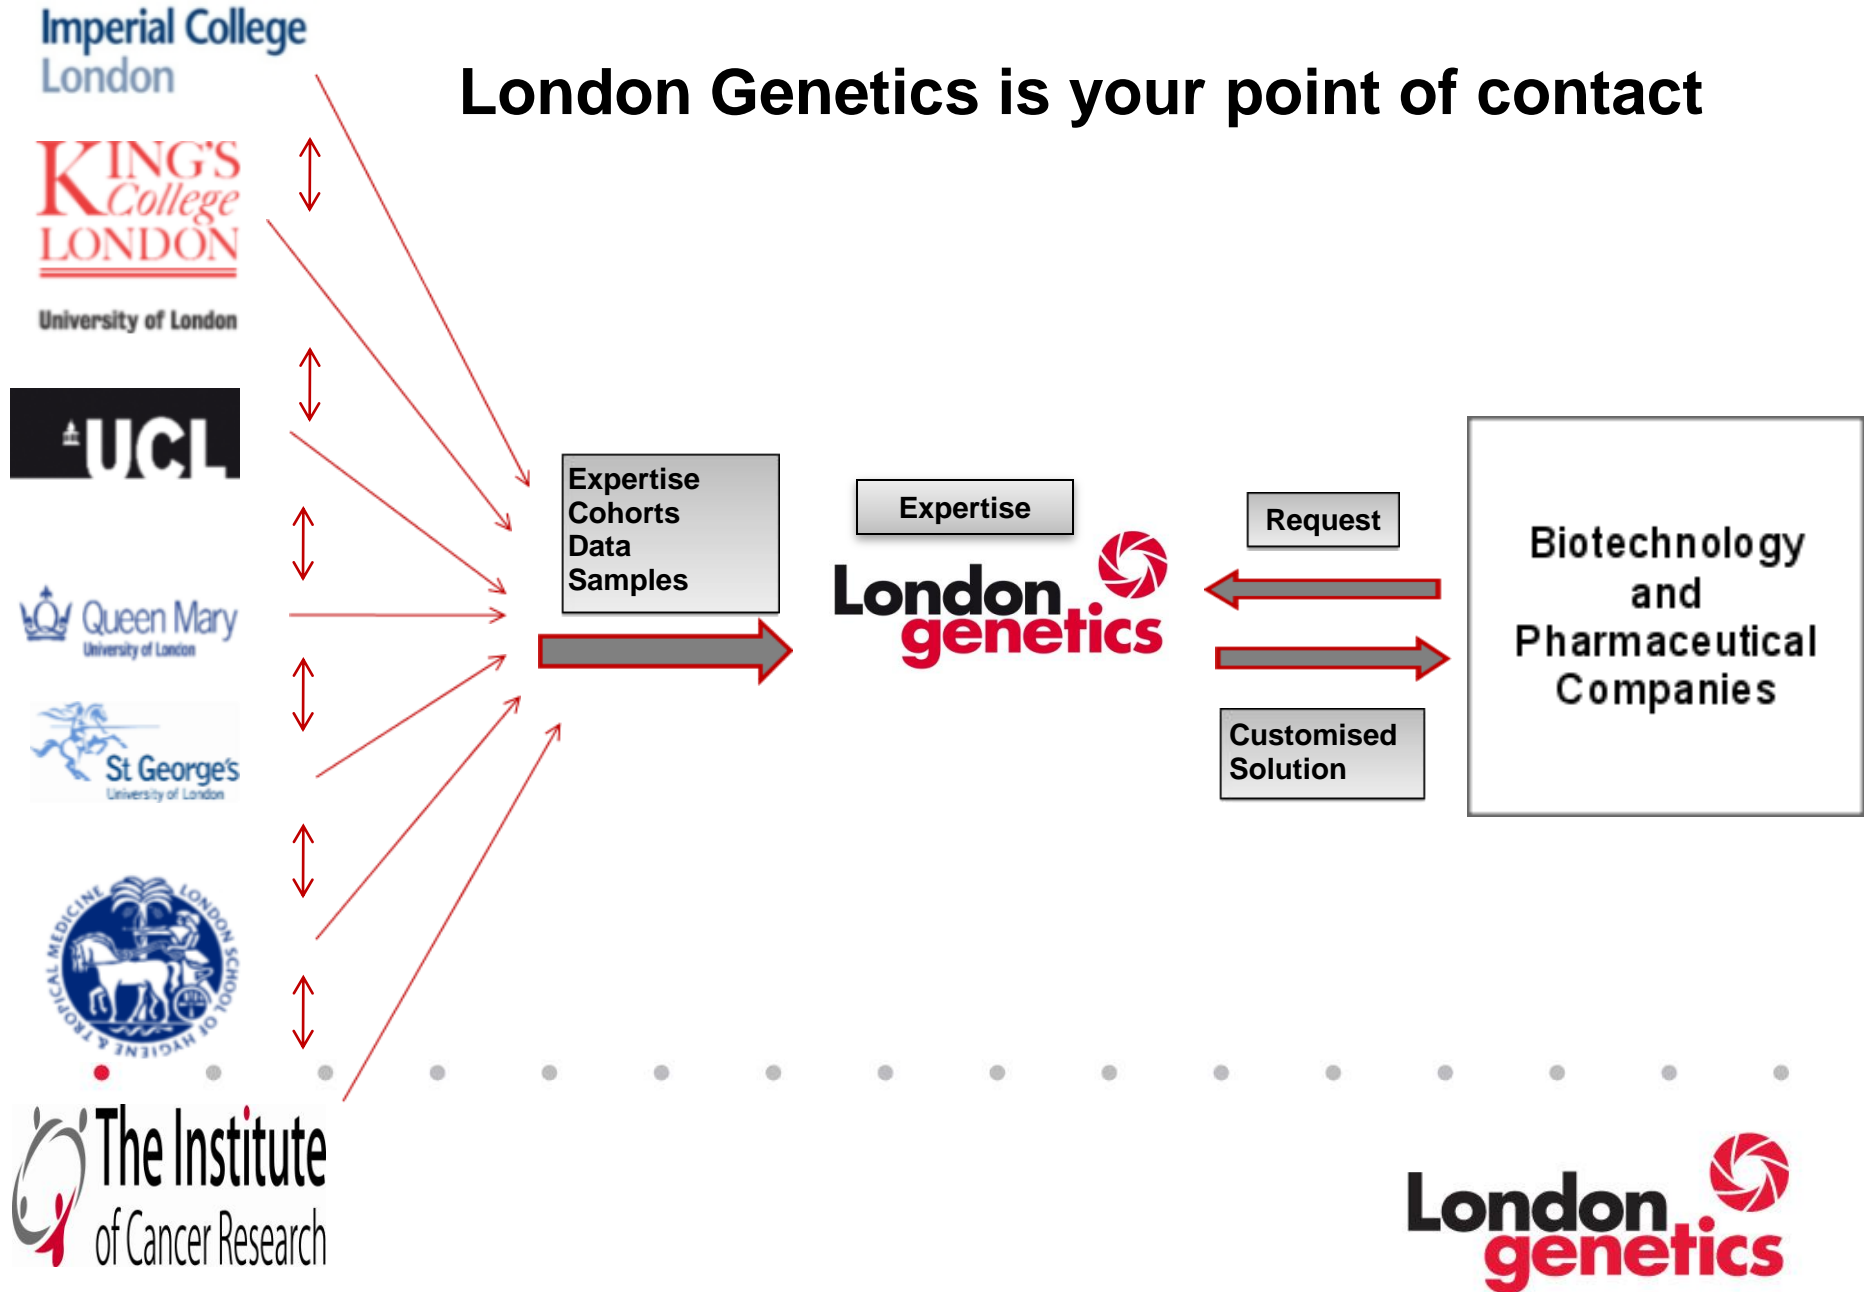 Imperial College
London
London Genetics is your point of contact
KING'S
College
LONDON
University of London
UCL
Queen Mary
University of London
St George's
University of London
LONDON SCHOOL OF HYGIENE & TROPICAL MEDICINE
The Institute
of Cancer Research
Expertise
Cohorts
Data
Samples
Expertise
London
genetics
Request
Customised
Solution
Biotechnology
and
Pharmaceutical
Companies
London
genetics